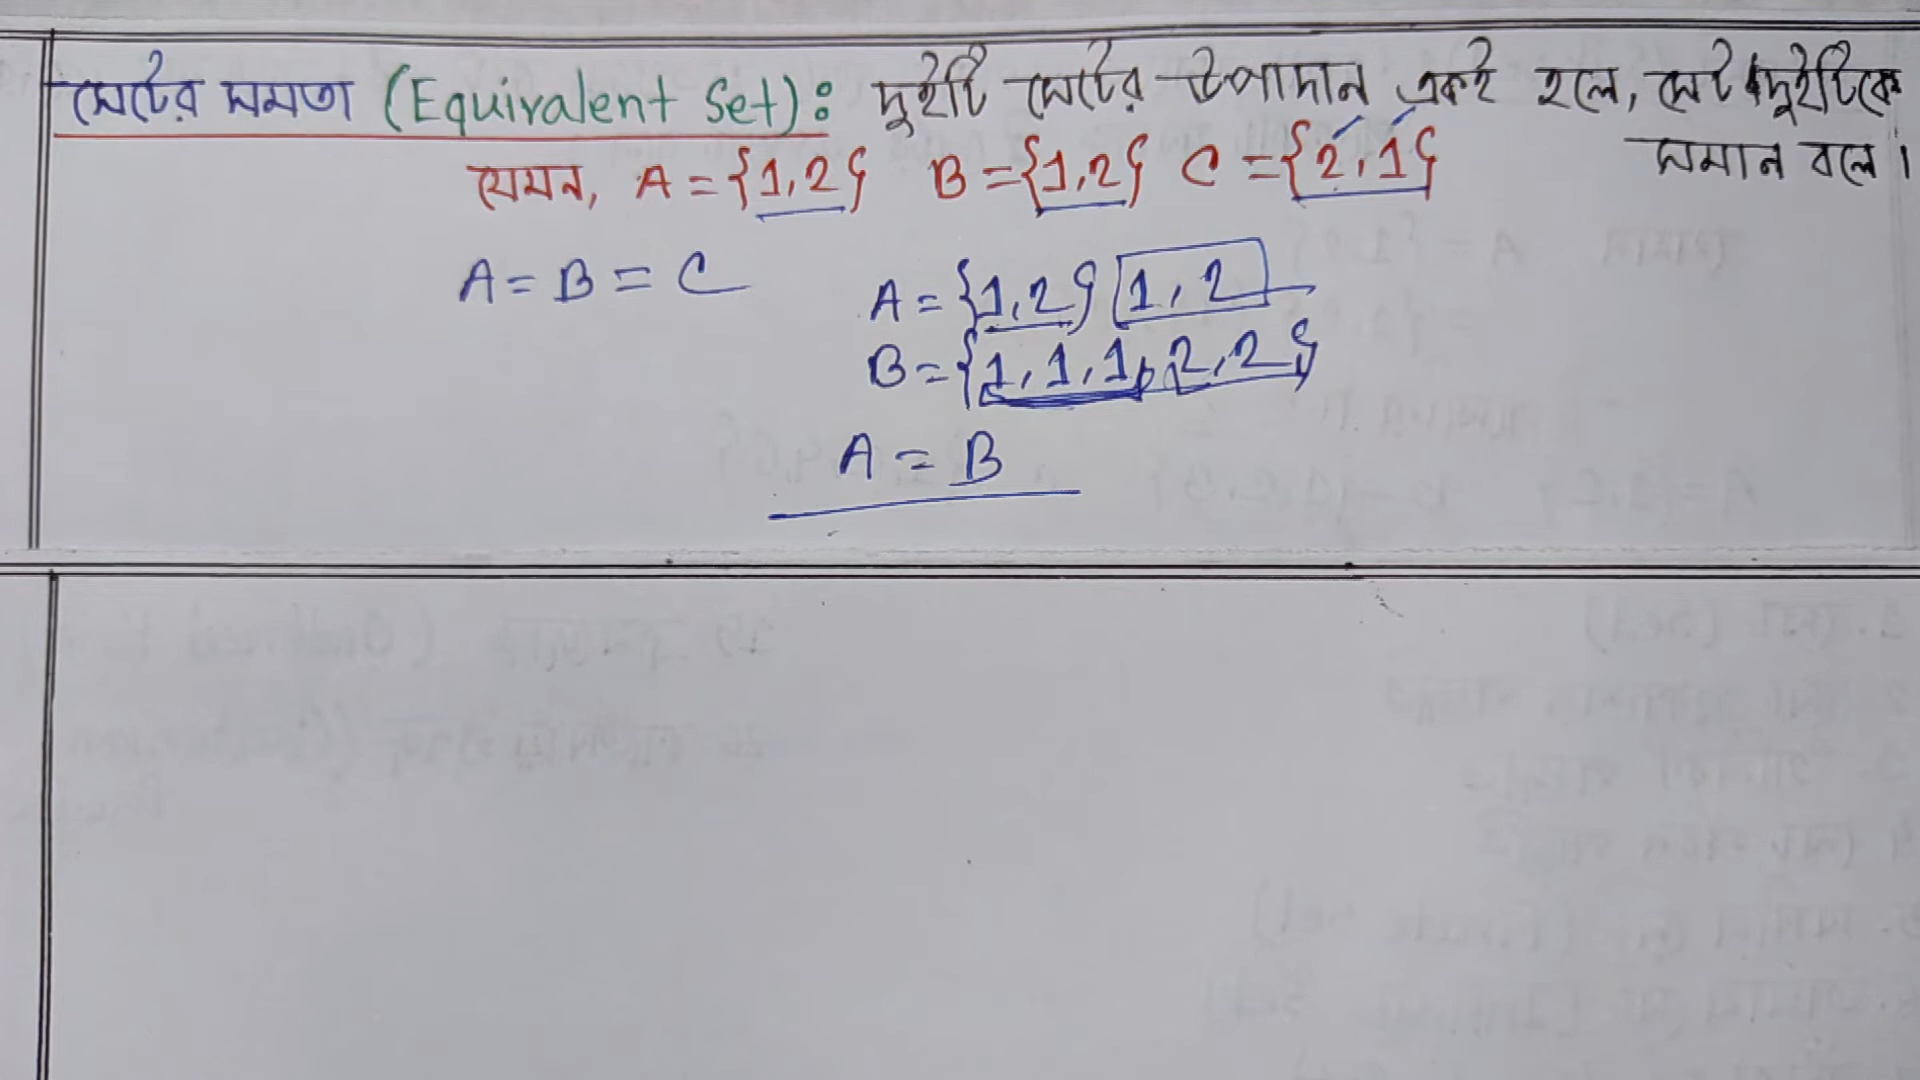 সেটের সমতা (Equivalent Set): দুইটি সেটের উপাদান একই হলে, সেট দুইটিকে
সমান বলে।
যেমন, A = {1,2} B = {1,2} C = {2,1}
A = B = C
A = {1,2} 1, 2
B = {1, 1, 1, 2, 2}
A = B